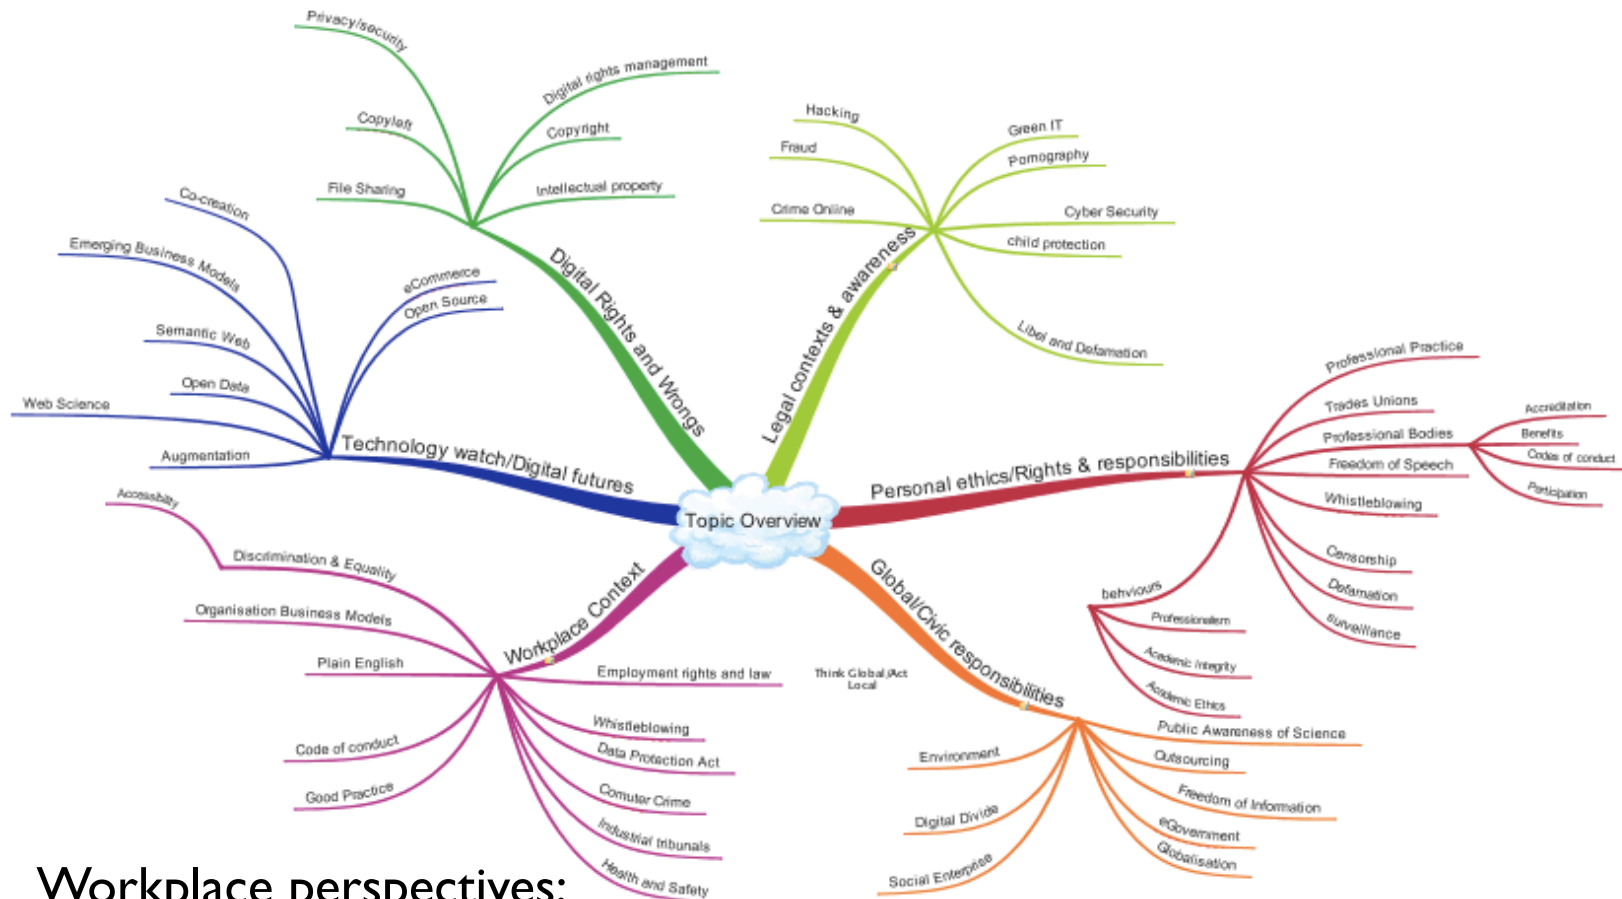 Topic Overview
Digital Rights and Wrongs
Privacy/security
Copyleft
File Sharing
Digital rights management
Copyright
Intellectual property
Legal contexts & awareness
Hacking
Fraud
Crime Online
Green IT
Pornography
Cyber Security
child protection
Libel and Defamation
Technology watch/Digital futures
Co-creation
Emerging Business Models
Semantic Web
Open Data
Web Science
Augmentation
eCommerce
Open Source
Personal ethics/Rights & responsibilities
Professional Practice
Trades Unions
Professional Bodies
Accreditation
Benefits
Codes of conduct
Participation
Freedom of Speech
Whistleblowing
Censorship
Defamation
surveillance
behviours
Professionalism
Academic Integrity
Academic Ethics
Workplace Context
Accessibility
Discrimination & Equality
Organisation Business Models
Plain English
Code of conduct
Good Practice
Employment rights and law
Whistleblowing
Data Protection Act
Comuter Crime
Industrial tribunals
Health and Safety
Think Global/Act
Local
Global/Civic responsibilities
Environment
Digital Divide
Social Enterprise
Public Awareness of Science
Outsourcing
Freedom of Information
eGovernment
Globalisation
Workplace perspectives: